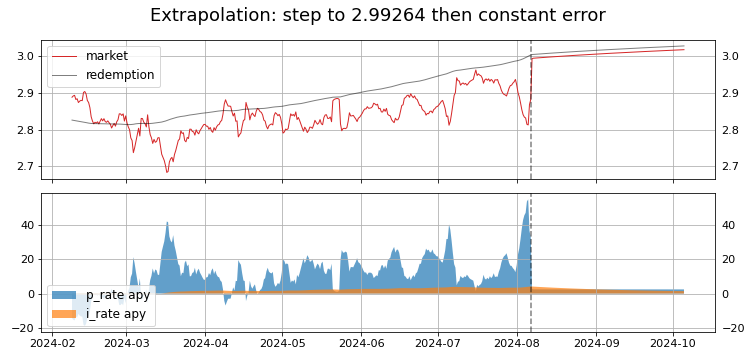 Extrapolation: step to 2.99264 then constant error
market
redemption
3.0
2.9
2.8
2.7
3.0
2.9
2.8
2.7
40
20
0
−20
40
20
0
−20
p_rate apy
i_rate apy
2024-02 2024-03 2024-04 2024-05 2024-06 2024-07 2024-08 2024-09 2024-10